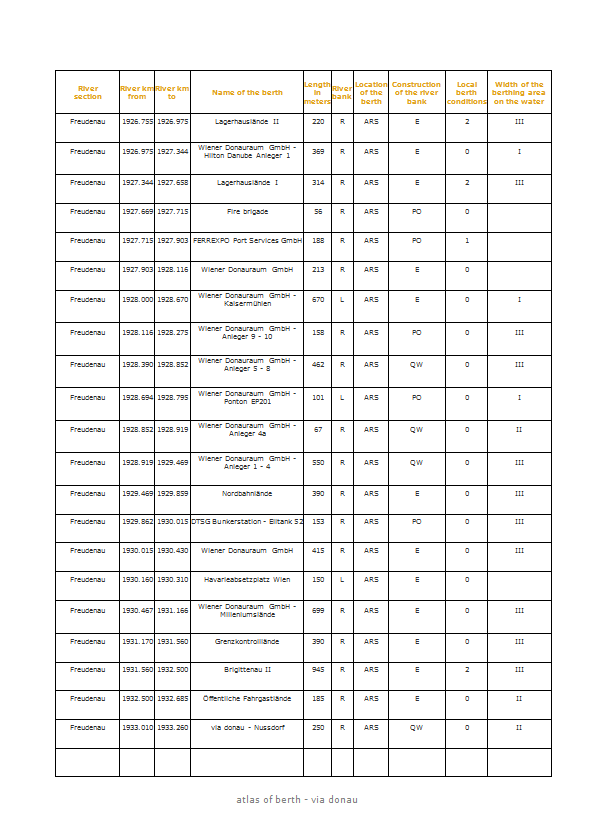 River section River km from River km to Name of the berth Length in meters River bank Location of the berth Construction of the river bank Local berth conditions Width of the berthing area on the water
Freudenau 1926.755 1926.975 Lagerhauslände II 220 R ARS E 2 III
Freudenau 1926.975 1927.344 Wiener Donauraum GmbH - Hilton Danube Anleger 1 369 R ARS E 0 I
Freudenau 1927.344 1927.658 Lagerhauslände I 314 R ARS E 2 III
Freudenau 1927.669 1927.715 Fire brigade 56 R ARS PO 0
Freudenau 1927.715 1927.903 FERREXPO Port Services GmbH 188 R ARS PO 1
Freudenau 1927.903 1928.116 Wiener Donauraum GmbH 213 R ARS E 0
Freudenau 1928.000 1928.670 Wiener Donauraum GmbH - Kaisermühlen 670 L ARS E 0 I
Freudenau 1928.116 1928.275 Wiener Donauraum GmbH - Anleger 9 - 10 158 R ARS PO 0 III
Freudenau 1928.390 1928.852 Wiener Donauraum GmbH - Anleger 5 - 8 462 R ARS QW 0 III
Freudenau 1928.694 1928.795 Wiener Donauraum GmbH - Ponton EP201 101 L ARS PO 0 I
Freudenau 1928.852 1928.919 Wiener Donauraum GmbH - Anleger 4a 67 R ARS QW 0 II
Freudenau 1928.919 1929.469 Wiener Donauraum GmbH - Anleger 1 - 4 550 R ARS QW 0 III
Freudenau 1929.469 1929.859 Nordbahnlände 390 R ARS E 0 III
Freudenau 1929.862 1930.015 DTSG Bunkerstation - Eiltank 52 153 R ARS PO 0 III
Freudenau 1930.015 1930.430 Wiener Donauraum GmbH 415 R ARS E 0 III
Freudenau 1930.160 1930.310 Havarieabsetzplatz Wien 150 L ARS E 0
Freudenau 1930.467 1931.166 Wiener Donauraum GmbH - Milleniumslände 699 R ARS E 0 III
Freudenau 1931.170 1931.560 Grenzkontrolllände 390 R ARS E 0 III
Freudenau 1931.560 1932.500 Brigittenau II 945 R ARS E 2 III
Freudenau 1932.500 1932.685 Öffentliche Fahrgastlände 185 R ARS E 0 II
Freudenau 1933.010 1933.260 via donau - Nussdorf 250 R ARS QW 0 II
atlas of berth - via donau